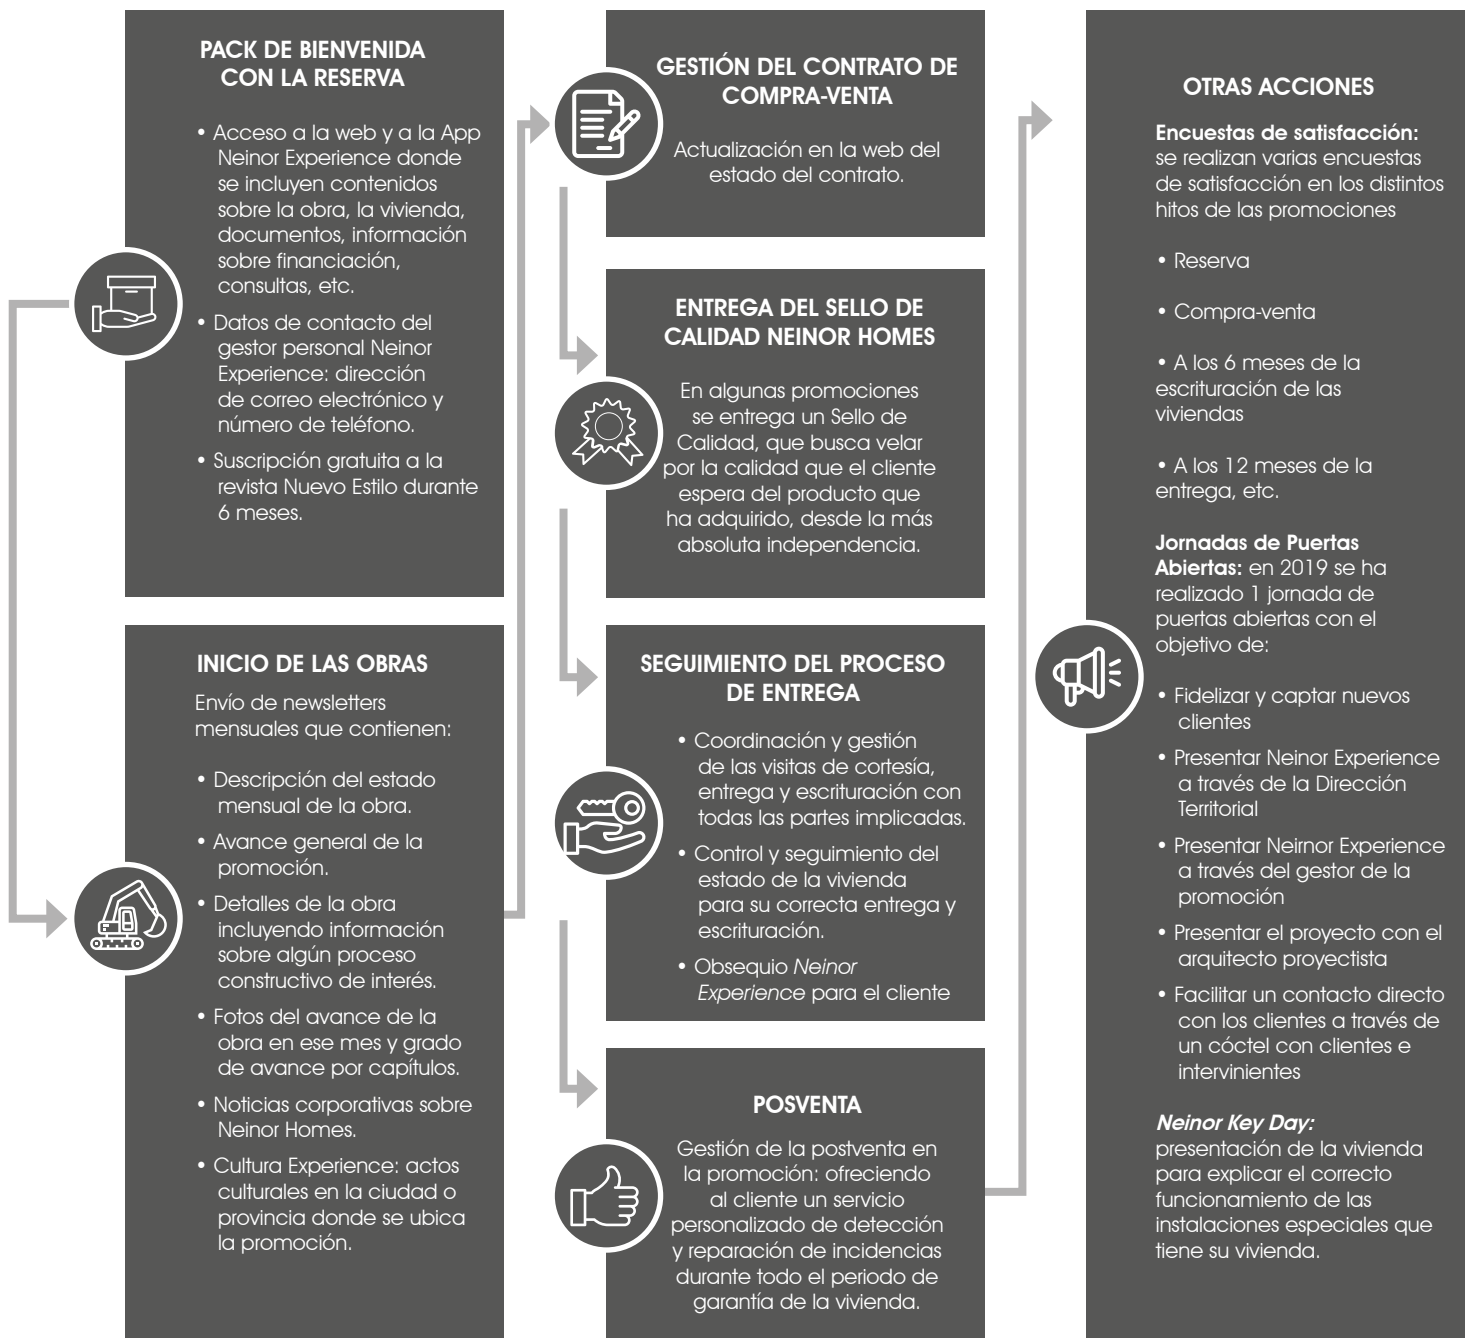 PACK DE BIENVENIDA
CON LA RESERVA
• Acceso a la web y a la App
Neinor Experience donde
se incluyen contenidos
sobre la obra, la vivienda,
documentos, información
sobre financiación,
consultas, etc.
• Datos de contacto del
gestor personal Neinor
Experience: dirección
de correo electrónico y
número de teléfono.
• Suscripción gratuita a la
revista Nuevo Estilo durante
6 meses.
INICIO DE LAS OBRAS
Envío de newsletters
mensuales que contienen:
• Descripción del estado
mensual de la obra.
• Avance general de la
promoción.
• Detalles de la obra
incluyendo información
sobre algún proceso
constructivo de interés.
• Fotos del avance de la
obra en ese mes y grado
de avance por capítulos.
• Noticias corporativas sobre
Neinor Homes.
• Cultura Experience: actos
culturales en la ciudad o
provincia donde se ubica
la promoción.
GESTIÓN DEL CONTRATO DE
COMPRA-VENTA
Actualización en la web del
estado del contrato.
ENTREGA DEL SELLO DE
CALIDAD NEINOR HOMES
En algunas promociones
se entrega un Sello de
Calidad, que busca velar
por la calidad que el cliente
espera del producto que
ha adquirido, desde la más
absoluta independencia.
SEGUIMIENTO DEL PROCESO
DE ENTREGA
• Coordinación y gestión
de las visitas de cortesía,
entrega y escrituración con
todas las partes implicadas.
• Control y seguimiento del
estado de la vivienda
para su correcta entrega y
escrituración.
• Obsequio Neinor
Experience para el cliente
POSVENTA
Gestión de la postventa en
la promoción: ofreciendo
al cliente un servicio
personalizado de detección
y reparación de incidencias
durante todo el periodo de
garantía de la vivienda.
OTRAS ACCIONES
Encuestas de satisfacción:
se realizan varias encuestas
de satisfacción en los distintos
hitos de las promociones
• Reserva
• Compra-venta
• A los 6 meses de la
escrituración de las
viviendas
• A los 12 meses de la
entrega, etc.
Jornadas de Puertas
Abiertas: en 2019 se ha
realizado 1 jornada de
puertas abiertas con el
objetivo de:
• Fidelizar y captar nuevos
clientes
• Presentar Neinor Experience
a través de la Dirección
Territorial
• Presentar Neirnor Experience
a través del gestor de la
promoción
• Presentar el proyecto con el
arquitecto proyectista
• Facilitar un contacto directo
con los clientes a través de
un cóctel con clientes e
intervinientes
Neinor Key Day:
presentación de la vivienda
para explicar el correcto
funcionamiento de las
instalaciones especiales que
tiene su vivienda.